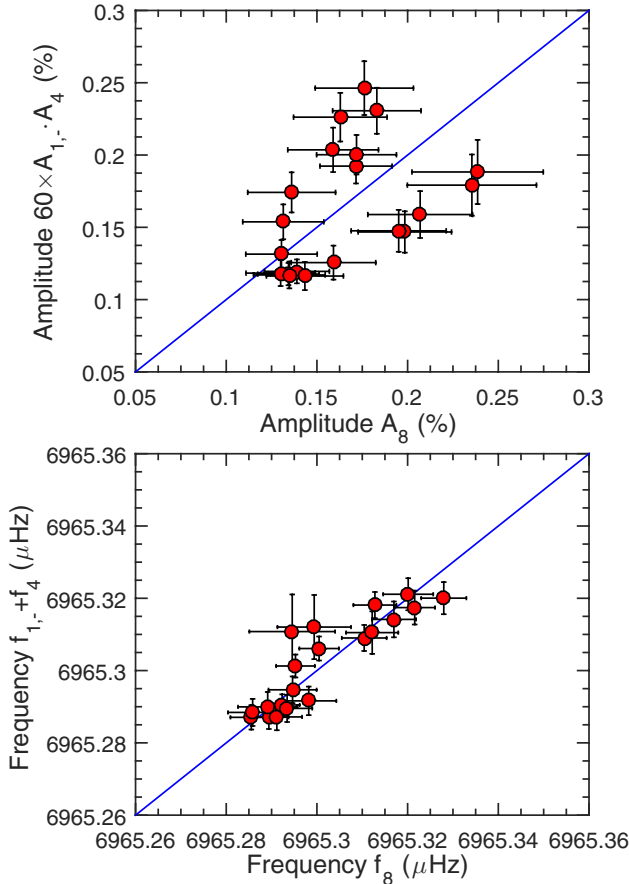 0.3
0.25
0.2
0.15
0.1
0.05
Amplitude 60×A1,-·A4 (%)
0.05 0.1 0.15 0.2 0.25 0.3
Amplitude A8 (%)
6965.36
6965.34
6965.32
6965.3
6965.28
6965.26
Frequency f1,-+f4 (μHz)
6965.26 6965.28 6965.3 6965.32 6965.34 6965.36
Frequency f8 (μHz)